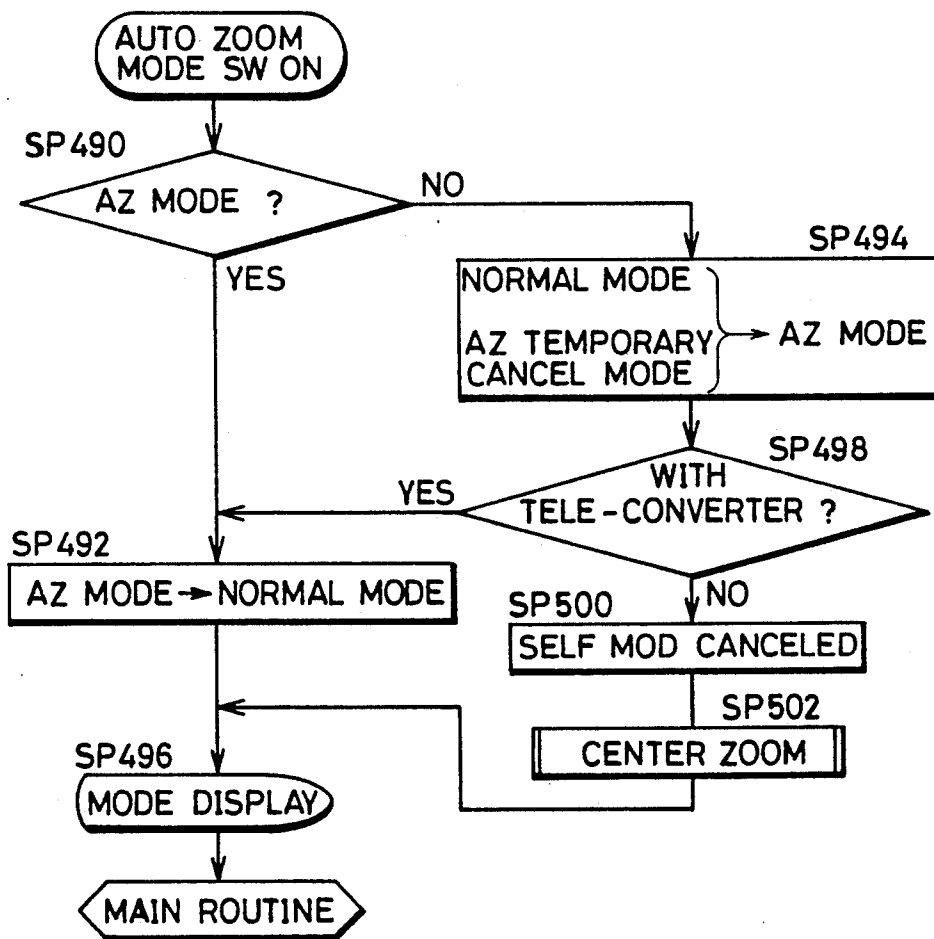 AUTO ZOOM
MODE SW ON
SP490
AZ MODE ?
NO
YES
SP494
NORMAL MODE
AZ TEMPORARY
CANCEL MODE
→ AZ MODE
SP498
WITH
TELE-CONVERTER ?
YES
NO
SP492
AZ MODE → NORMAL MODE
SP500
SELF MOD CANCELED
SP502
CENTER ZOOM
SP496
MODE DISPLAY
MAIN ROUTINE